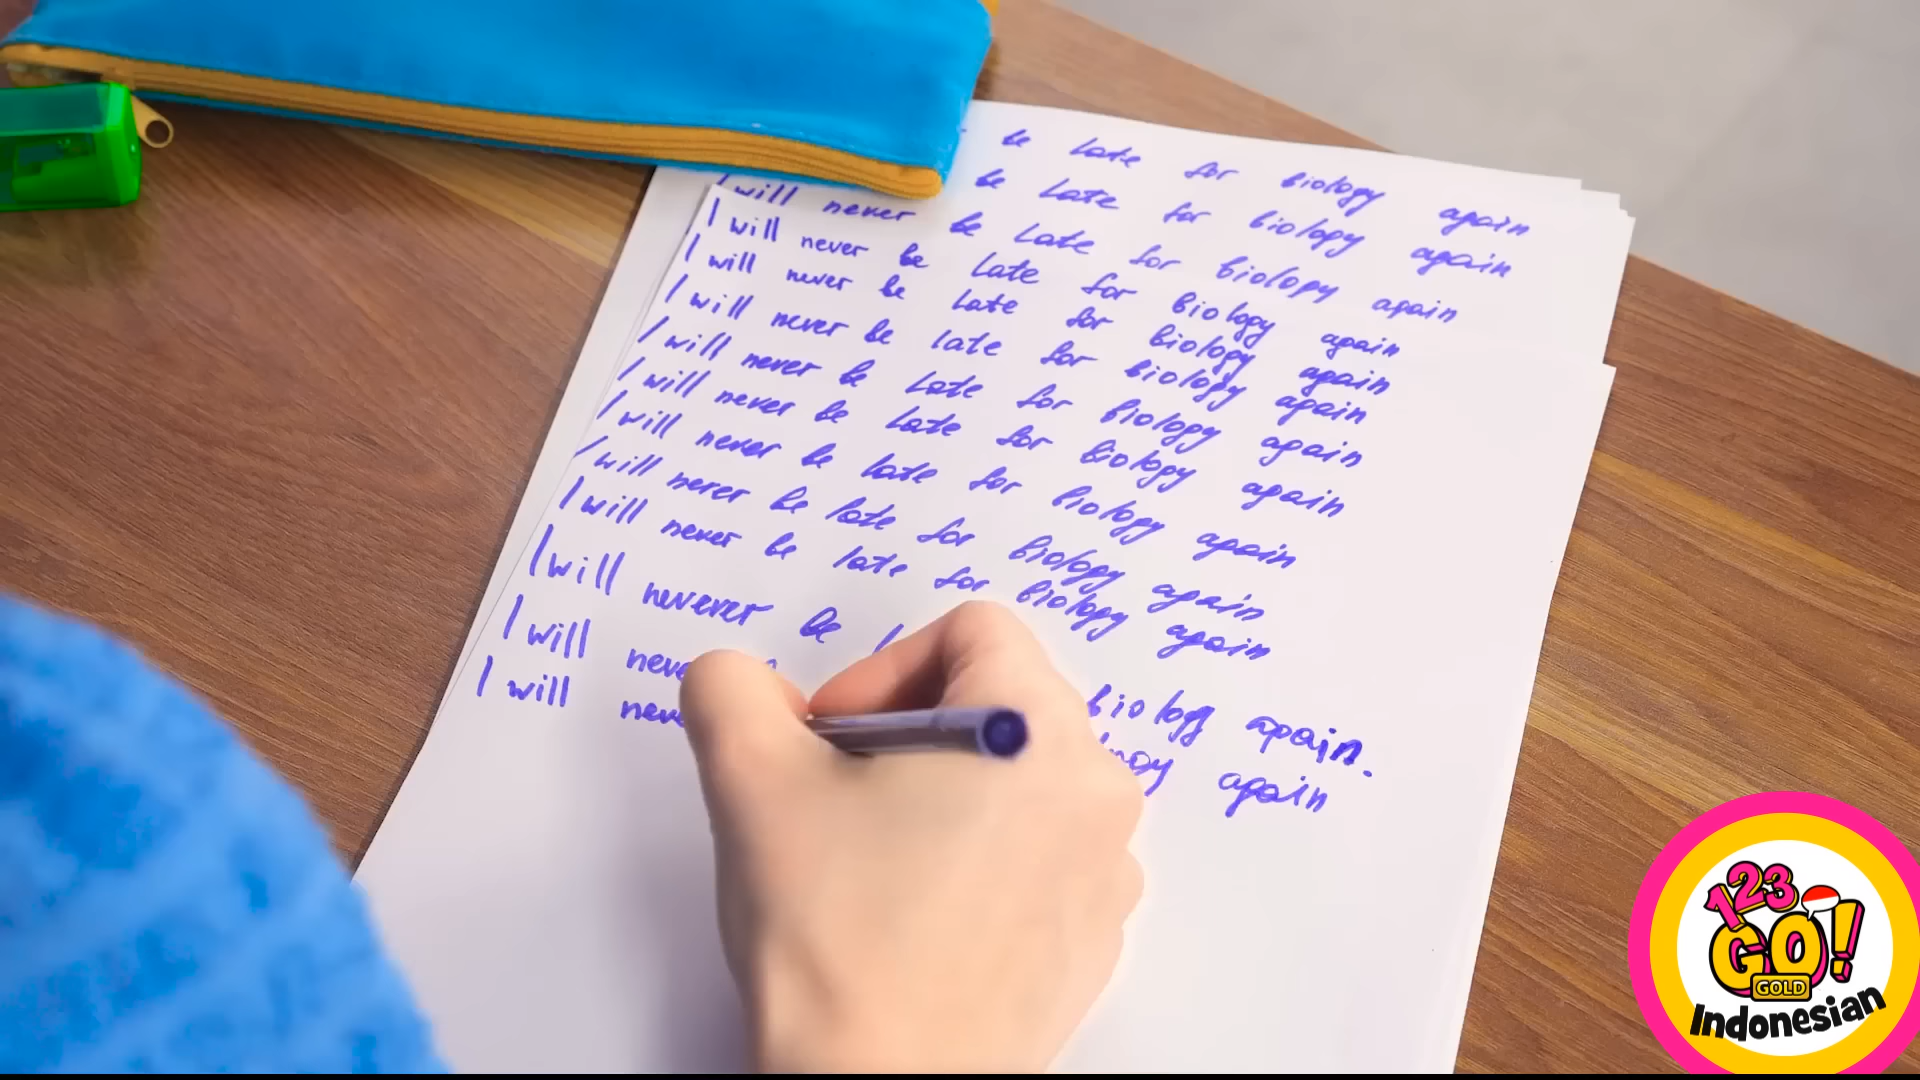 be late for biology again
be late for biology again
I will never be late for biology again
I will never be late for biology again
I will never be late for biology again
I will never be late for biology again
I will never be late for biology again
I will never be late for biology again
I will never be late for biology again
I will never be late for biology again
I will never be late for biology again
I will nevever be biology again.
I will again
I will
123 GO!
GOLD
Indonesian